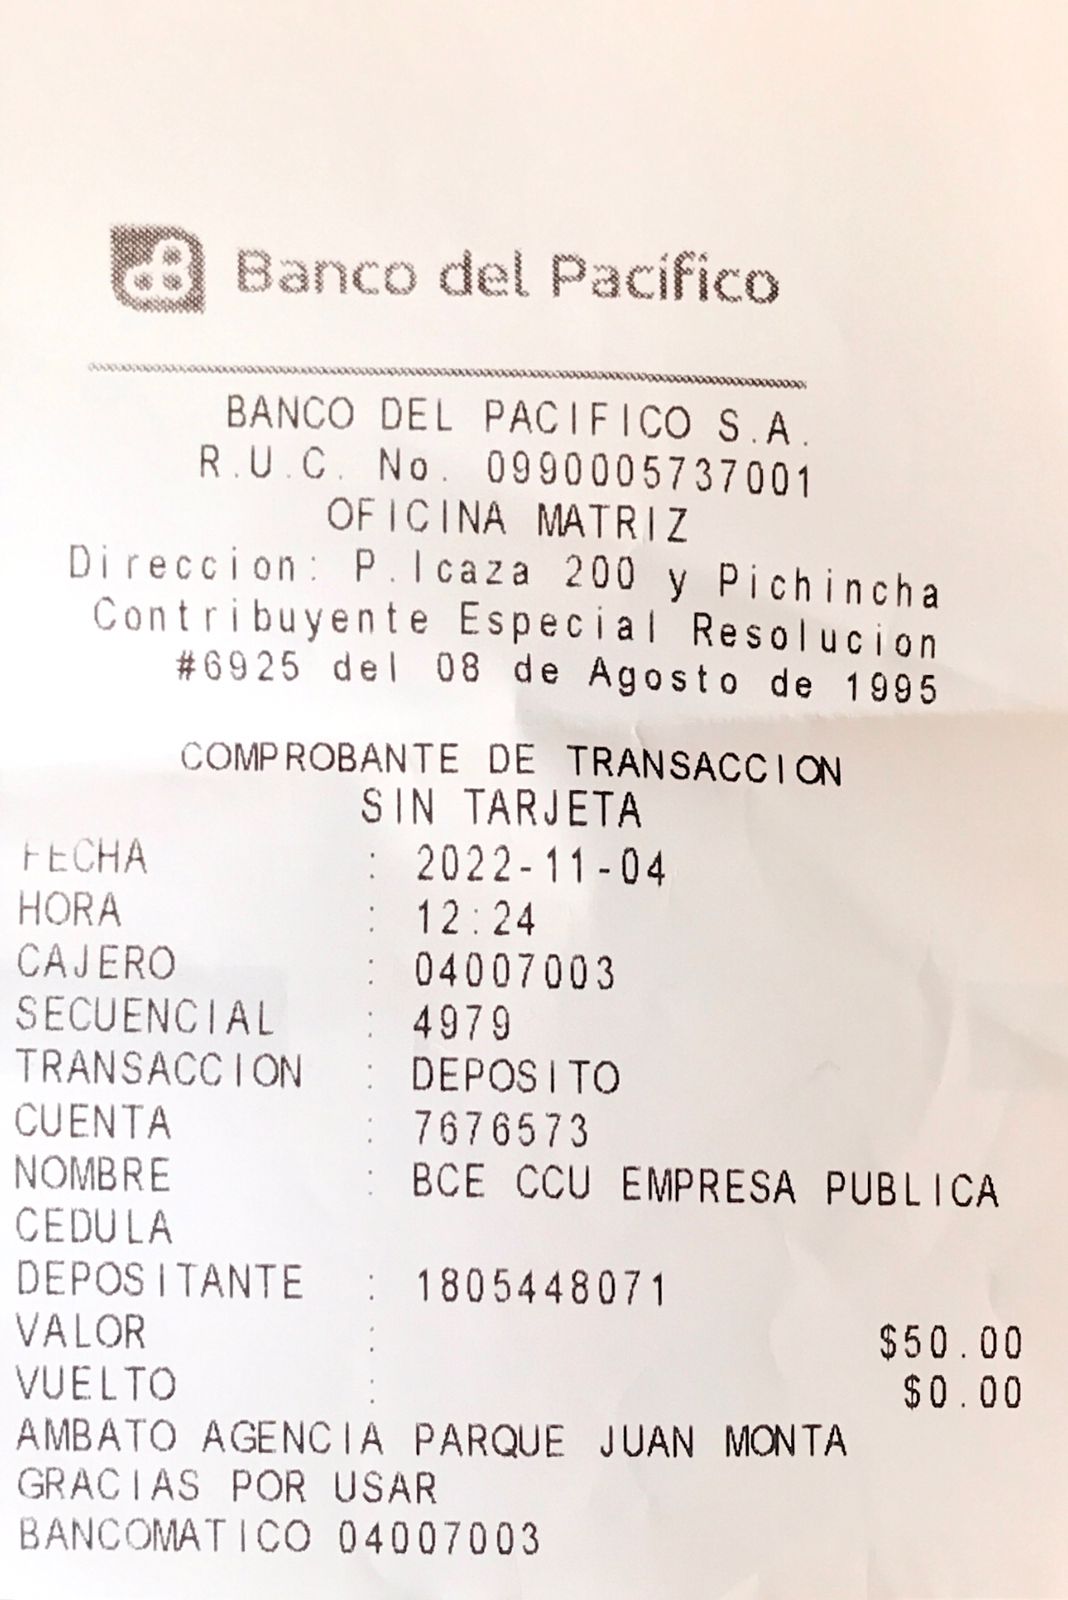 Banco del Pacífico
BANCO DEL PACIFICO S.A.
R.U.C. No. 0990005737001
OFICINA MATRIZ
Direccion: P.Icaza 200 y Pichincha
Contribuyente Especial Resolucion
#6925 del 08 de Agosto de 1995
COMPROBANTE DE TRANSACCION
SIN TARJETA
FECHA : 2022-11-04
HORA : 12:24
CAJERO : 04007003
SECUENCIAL : 4979
TRANSACCION : DEPOSITO
CUENTA : 7676573
NOMBRE : BCE CCU EMPRESA PUBLICA
CEDULA
DEPOSITANTE : 1805448071
VALOR : $50.00
VUELTO : $0.00
AMBATO AGENCIA PARQUE JUAN MONTA
GRACIAS POR USAR
BANCOMATICO 04007003